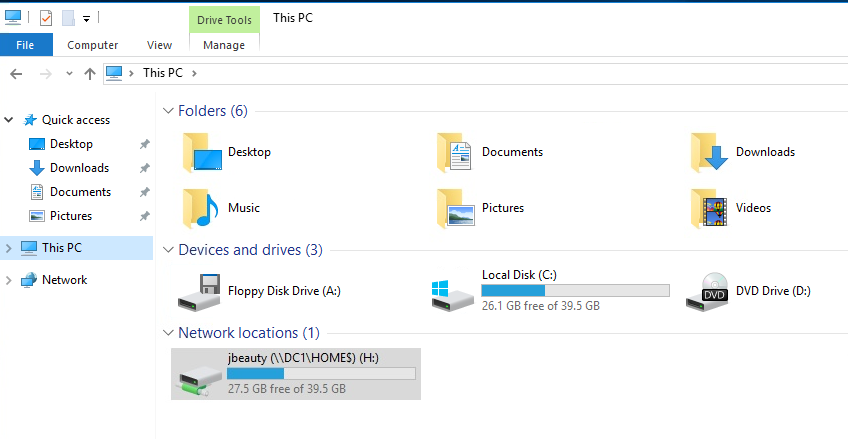 Drive Tools
This PC
File
Computer
View
Manage
This PC
Quick access
Desktop
Downloads
Documents
Pictures
This PC
Network
Folders (6)
Desktop
Documents
Downloads
Music
Pictures
Videos
Devices and drives (3)
Floppy Disk Drive (A:)
Local Disk (C:)
26.1 GB free of 39.5 GB
DVD
DVD Drive (D:)
Network locations (1)
jbeauty (\\DC1\HOME$) (H:)
27.5 GB free of 39.5 GB